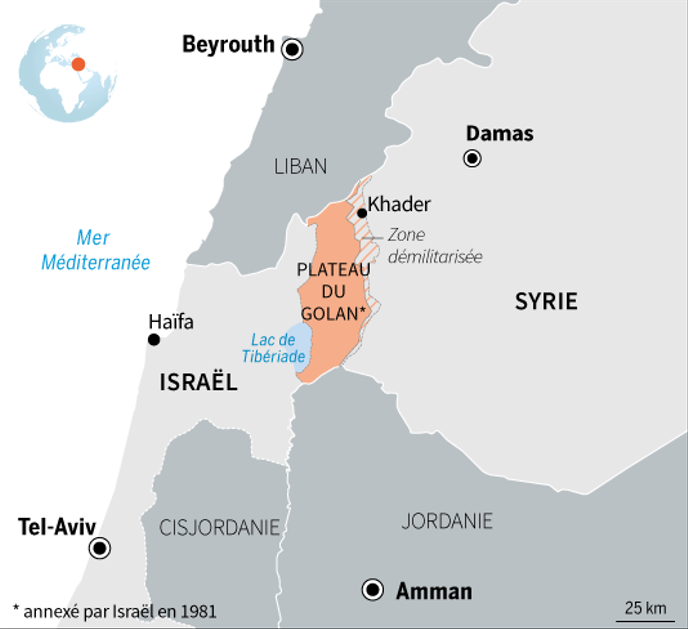 Beyrouth
Damas
LIBAN
Khader
Zone
démilitarisée
Mer
Méditerranée
PLATEAU
DU
GOLAN*
SYRIE
Haïfa
Lac de
Tibériade
ISRAËL
CISJORDANIE
JORDANIE
Tel-Aviv
Amman
* annexé par Israël en 1981
25 km